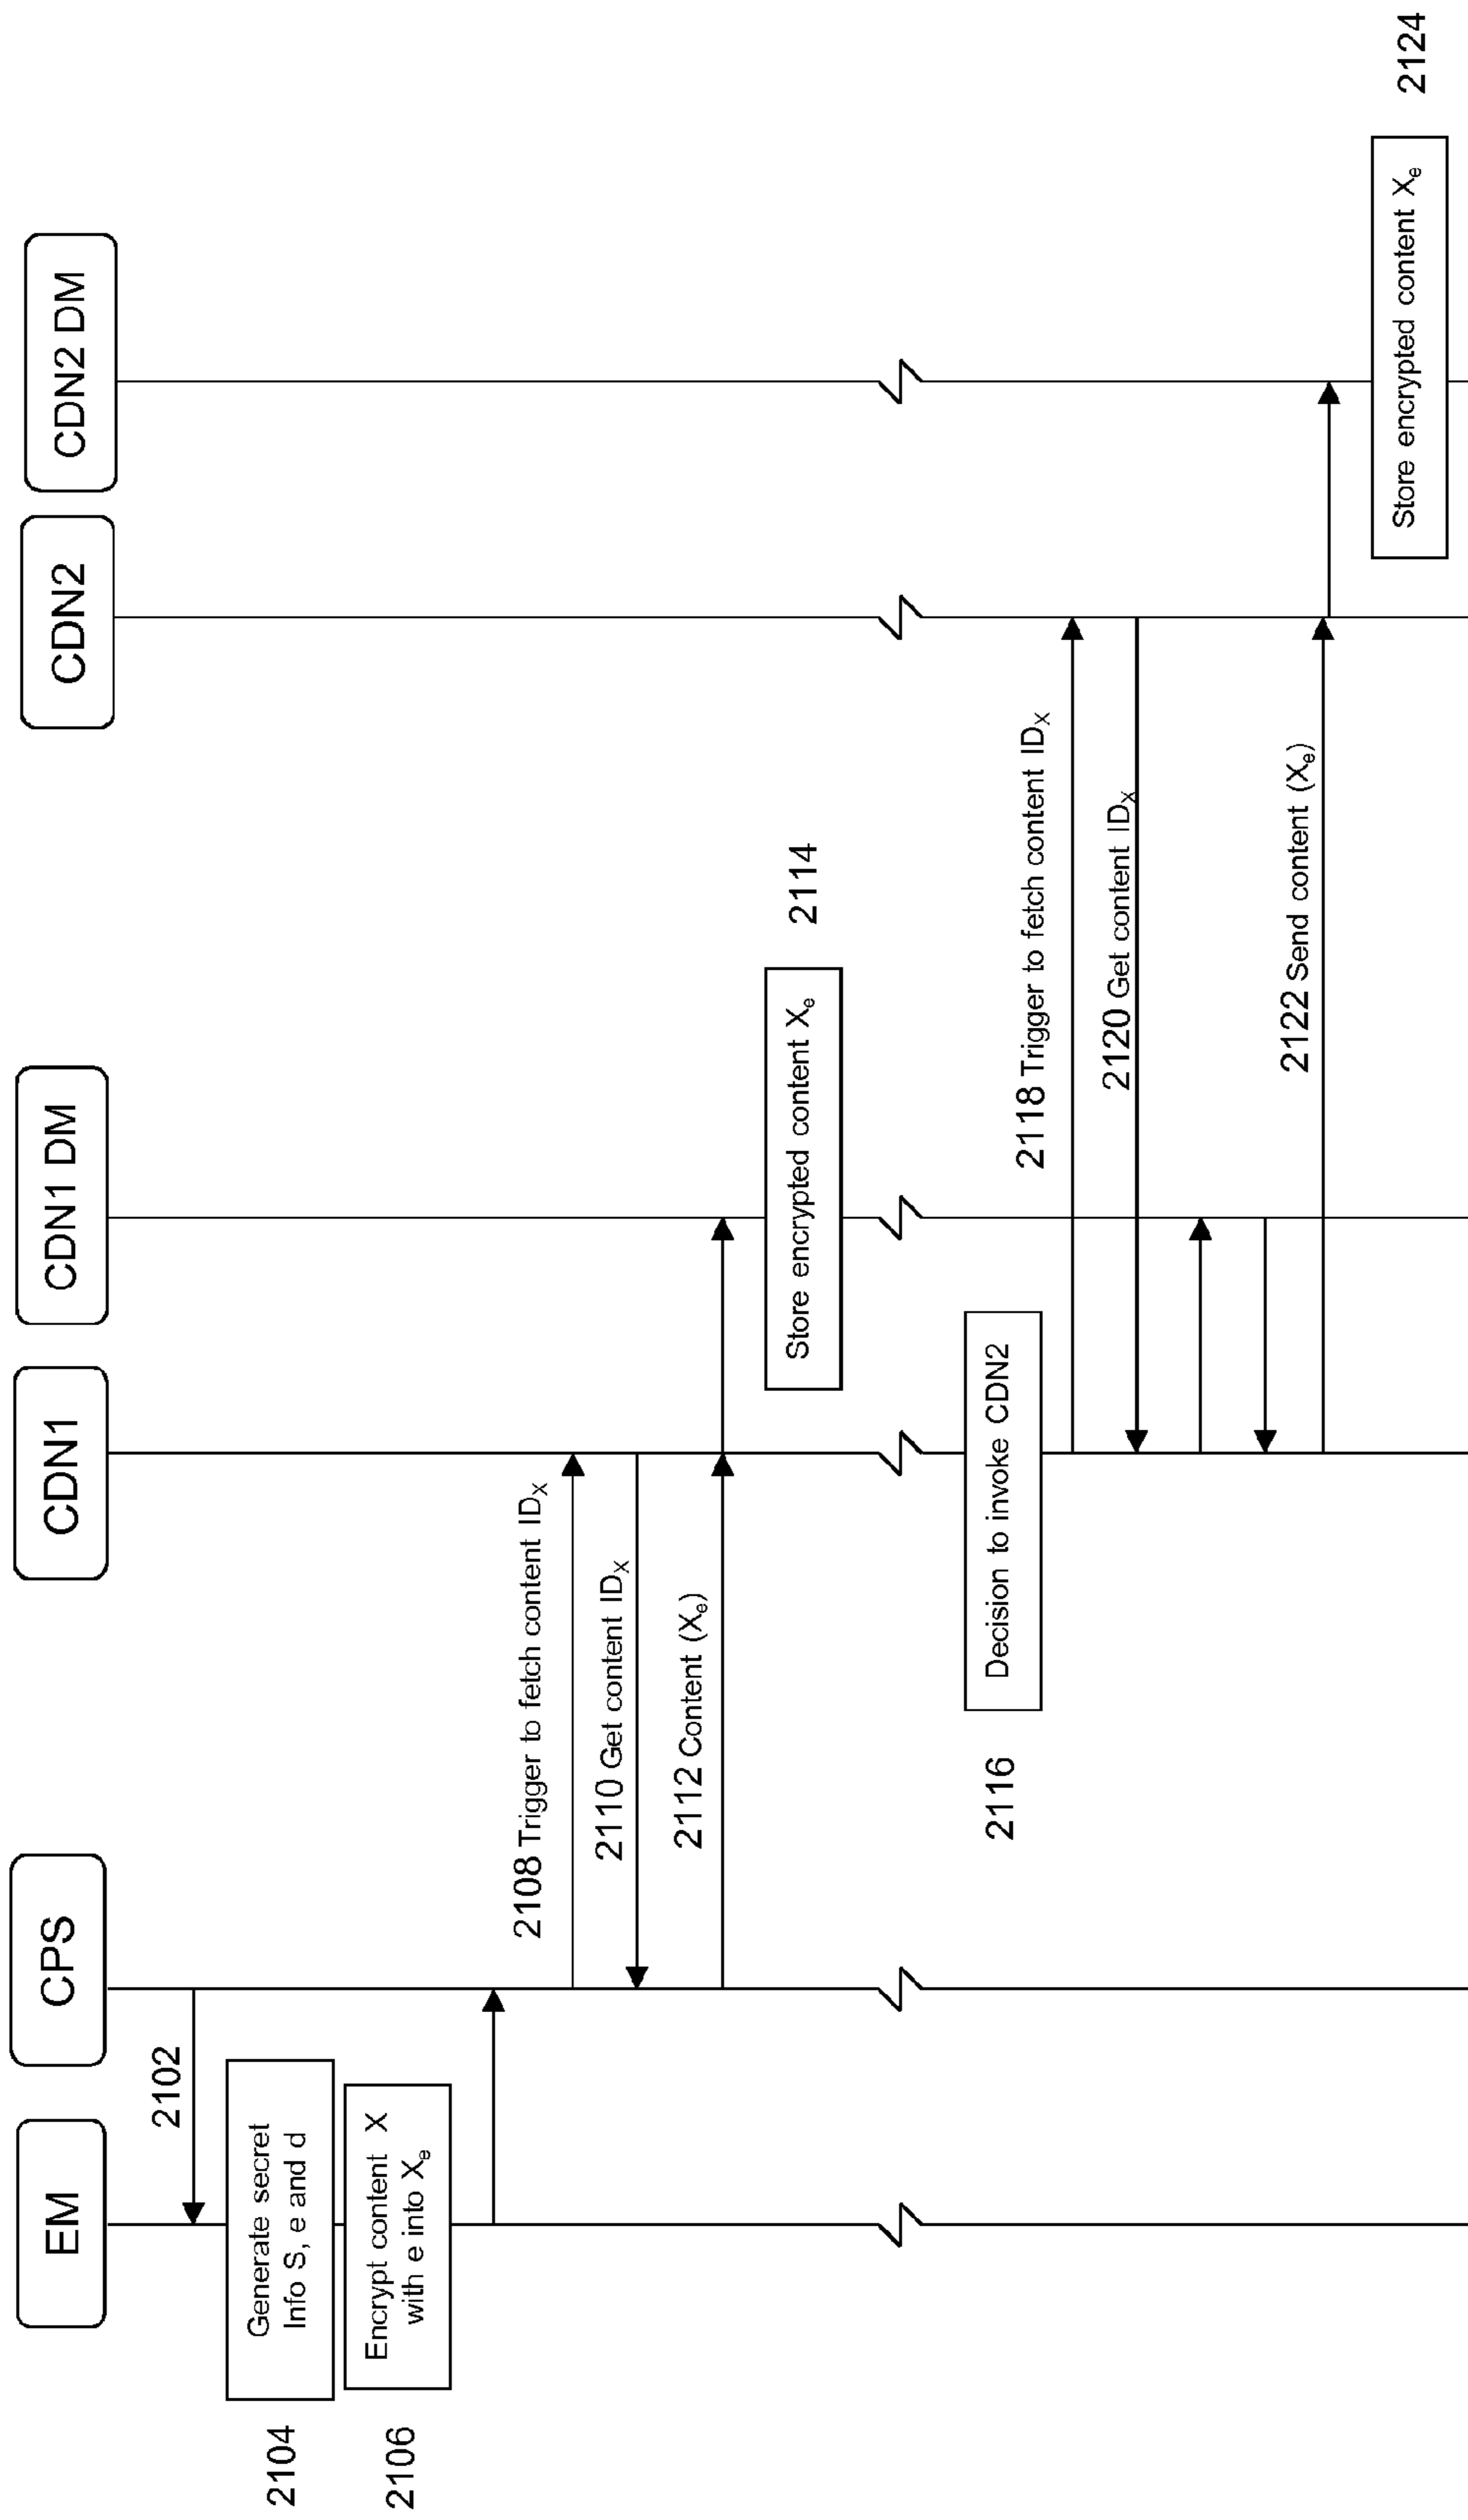 EM
CPS
CDN1
CDN1 DM
CDN2
CDN2 DM
2102
2104
Generate secret
Info S, e and d
2106
Encrypt content X
with e into Xe
2108 Trigger to fetch content IDX
2110 Get content IDX
2112 Content (Xe)
Store encrypted content Xe
2114
2116
Decision to invoke CDN2
2118 Trigger to fetch content IDX
2120 Get content IDX
2122 Send content (Xe)
Store encrypted content Xe
2124